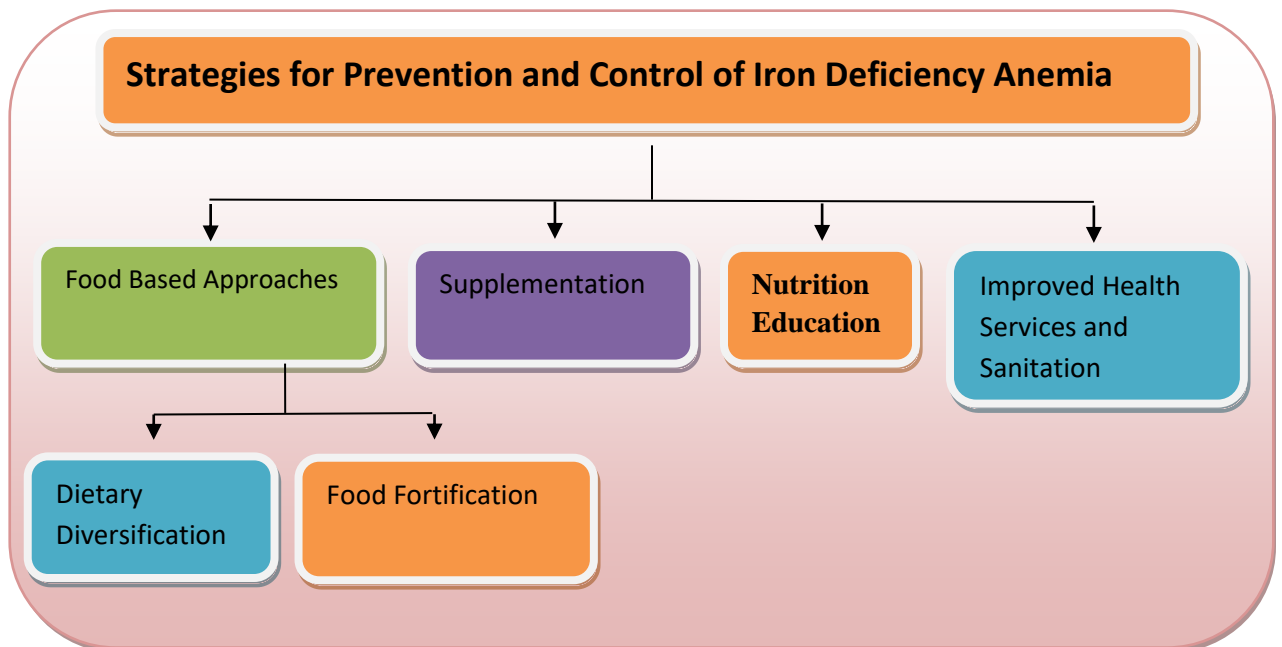 Strategies for Prevention and Control of Iron Deficiency Anemia
Food Based Approaches
Supplementation
Nutrition
Education
Improved Health
Services and
Sanitation
Dietary
Diversification
Food Fortification